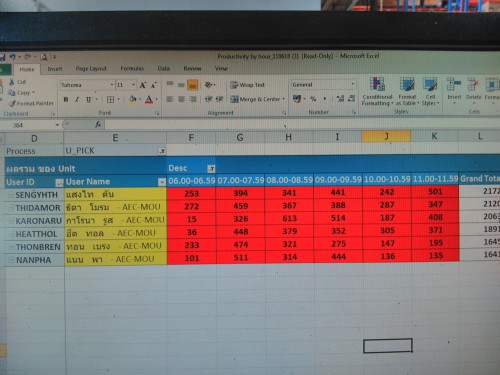 Productivity by hour_110618 (1) [Read-Only] - Microsoft Excel
Home Insert Page Layout Formulas Data Review View
Cut
Copy
Format Painter
Clipboard
Tahoma 11
Font
Wrap Text
Merge & Center
Alignment
General
Number
Conditional Formatting Format as Table Cell Styles
Styles
Insert Delete Format
Cells
J64 fx
D E F G H I J K L
Process U_PICK
ผลรวม ของ Unit Desc
User ID User Name 06.00-06.59 07.00-07.59 08.00-08.59 09.00-09.59 10.00-10.59 11.00-11.59 Grand Tota
SENGYHTH แสงไท ตัน 253 394 341 441 242 501 2172
THIDAMOR ธิดา โมรม - AEC-MOU 272 459 367 388 287 347 2120
KARONARU กาโรนา รูส - AEC-MOU 15 326 613 514 187 408 2063
HEATTHOL ฮีต ทอล - AEC-MOU 36 448 379 352 305 371 1891
THONBREN ทอน เบรง - AEC-MOU 233 474 321 275 147 195 1645
NANPHA แนน พา - AEC-MOU 101 511 314 444 136 135 1641